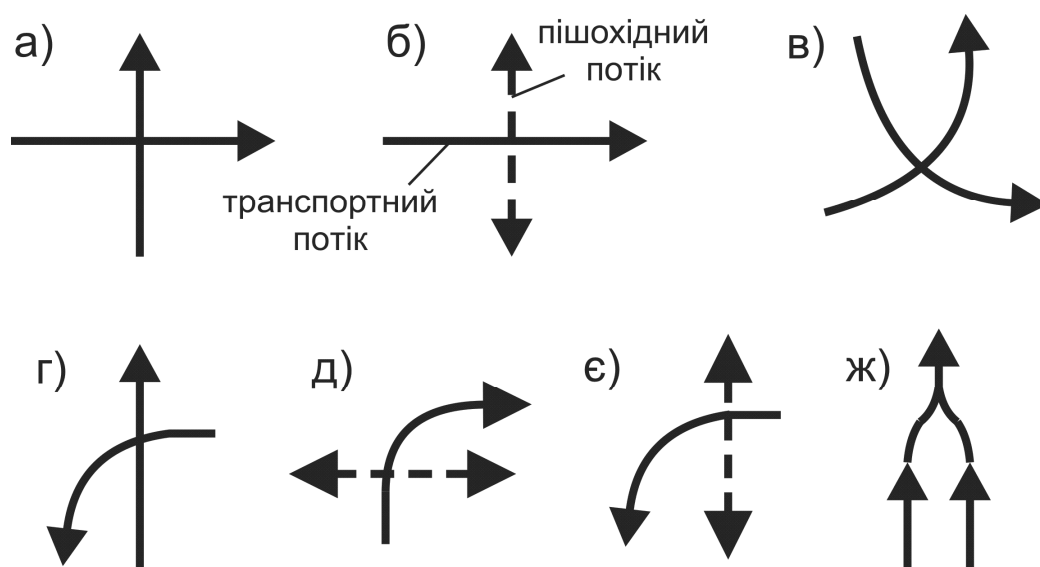 а)
б)
пішохідний
потік
в)
транспортний
потік
г)
д)
є)
ж)